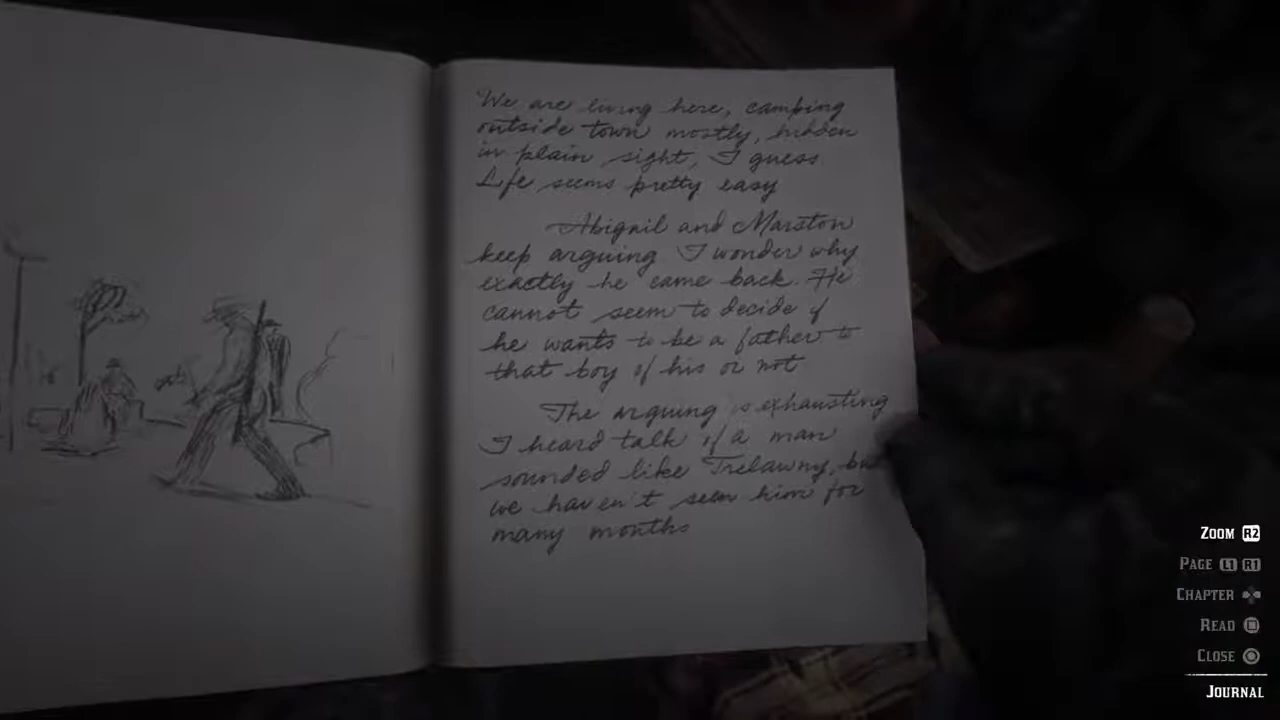 We are living here, camping
outside town mostly, hidden
in plain sight, I guess.
Life seems pretty easy
Abigail and Marston
keep arguing. I wonder why
exactly he came back. He
cannot seem to decide if
he wants to be a father to
that boy of his or not
The arguing is exhausting
I heard talk of a man
sounded like Trelawny, but
we haven't seen him for
many months
ZOOM R2
PAGE L1 R1
CHAPTER
READ
CLOSE
JOURNAL